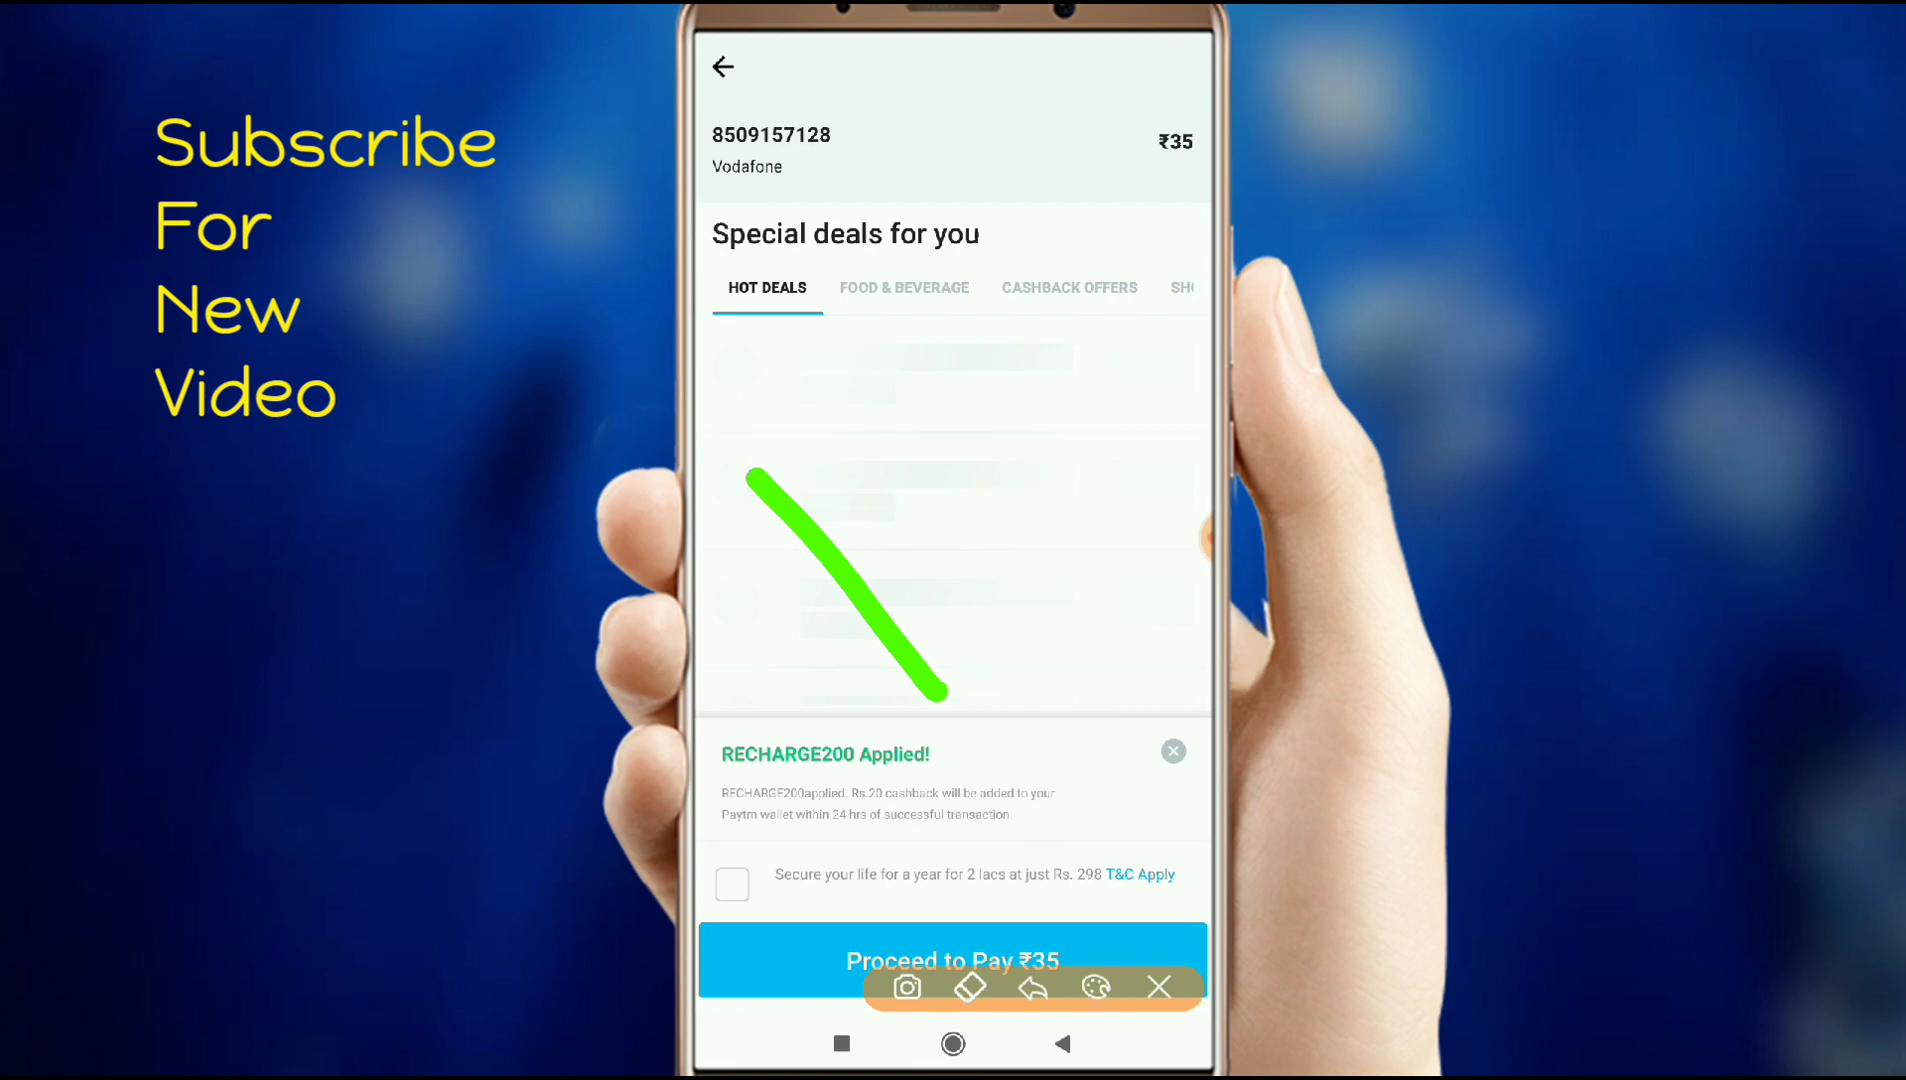 Subscribe
For
New
Video
8509157128
₹35
Vodafone
Special deals for you
HOT DEALS FOOD & BEVERAGE CASHBACK OFFERS SHO
RECHARGE200 Applied!
RECHARGE200applied. Rs.20 cashback will be added to your
Paytm wallet within 24 hrs of successful transaction.
Secure your life for a year for 2 lacs at just Rs. 298 T&C Apply
Proceed to Pay ₹35